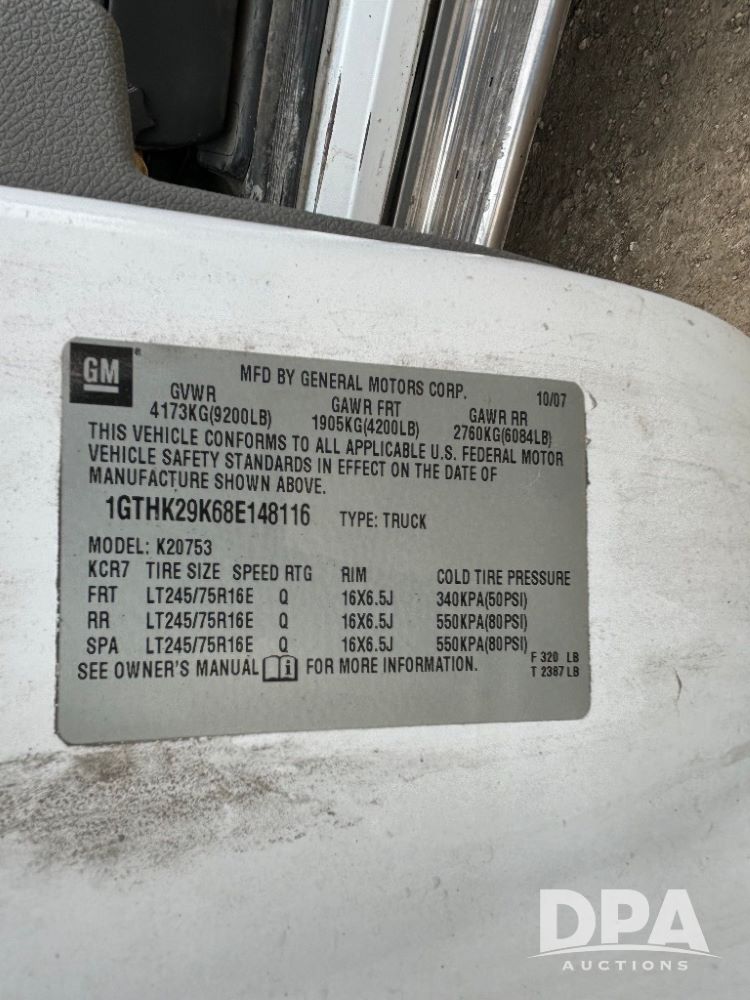 GM
MFD BY GENERAL MOTORS CORP. 10/07
GVWR GAWR FRT GAWR RR
4173KG(9200LB) 1905KG(4200LB) 2760KG(6084LB)
THIS VEHICLE CONFORMS TO ALL APPLICABLE U.S. FEDERAL MOTOR
VEHICLE SAFETY STANDARDS IN EFFECT ON THE DATE OF
MANUFACTURE SHOWN ABOVE.
1GTHK29K68E148116 TYPE: TRUCK
MODEL: K20753
KCR7 TIRE SIZE SPEED RTG RIM COLD TIRE PRESSURE
FRT LT245/75R16E Q 16X6.5J 340KPA(50PSI)
RR LT245/75R16E Q 16X6.5J 550KPA(80PSI)
SPA LT245/75R16E Q 16X6.5J 550KPA(80PSI)
SEE OWNER'S MANUAL i FOR MORE INFORMATION.
F 320 LB
T 2387 LB
DPA
AUCTIONS